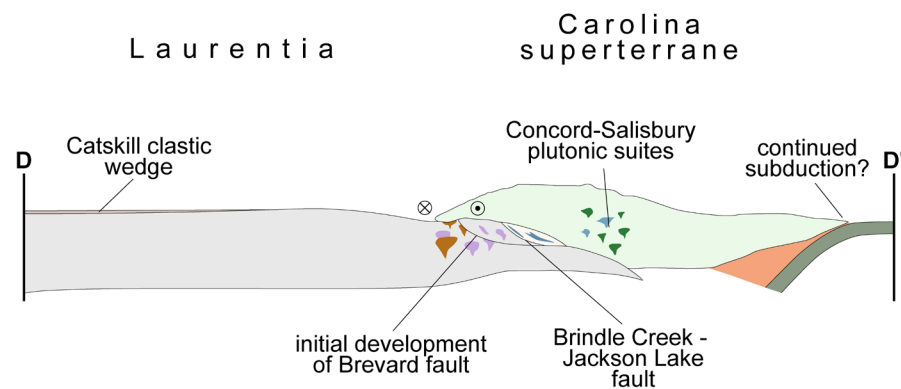 Laurentia
Carolina
superterrane
D
Catskill clastic
wedge
Concord-Salisbury
plutonic suites
continued
subduction?
D'
initial development
of Brevard fault
Brindle Creek -
Jackson Lake
fault